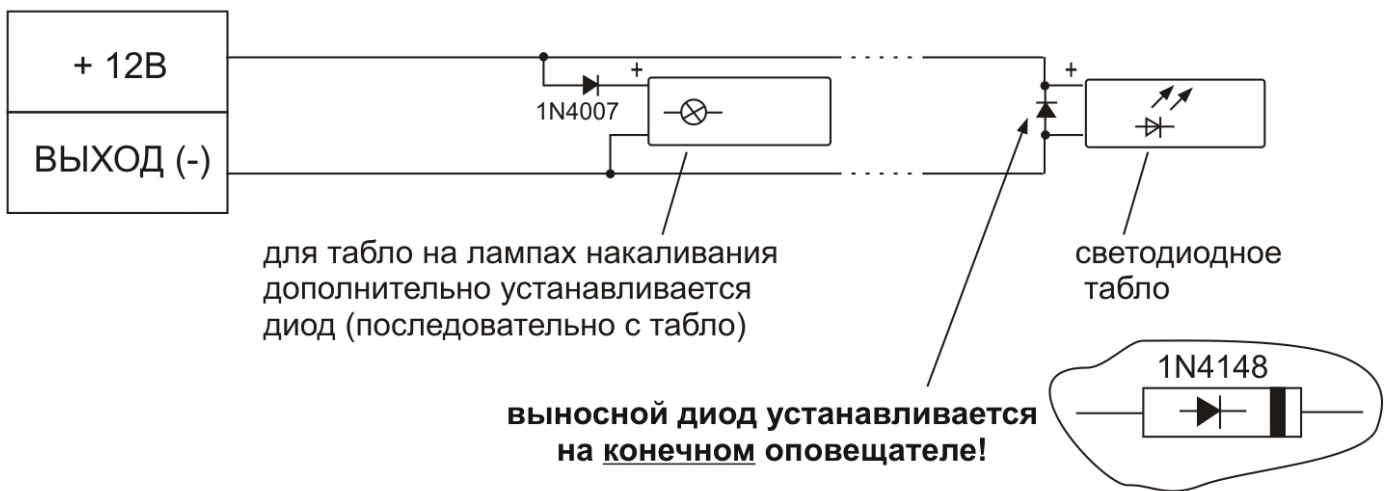 + 12В
ВЫХОД (-)
+
1N4007
+
для табло на лампах накаливания
дополнительно устанавливается
диод (последовательно с табло)
светодиодное
табло
1N4148
выносной диод устанавливается
на конечном оповещателе!